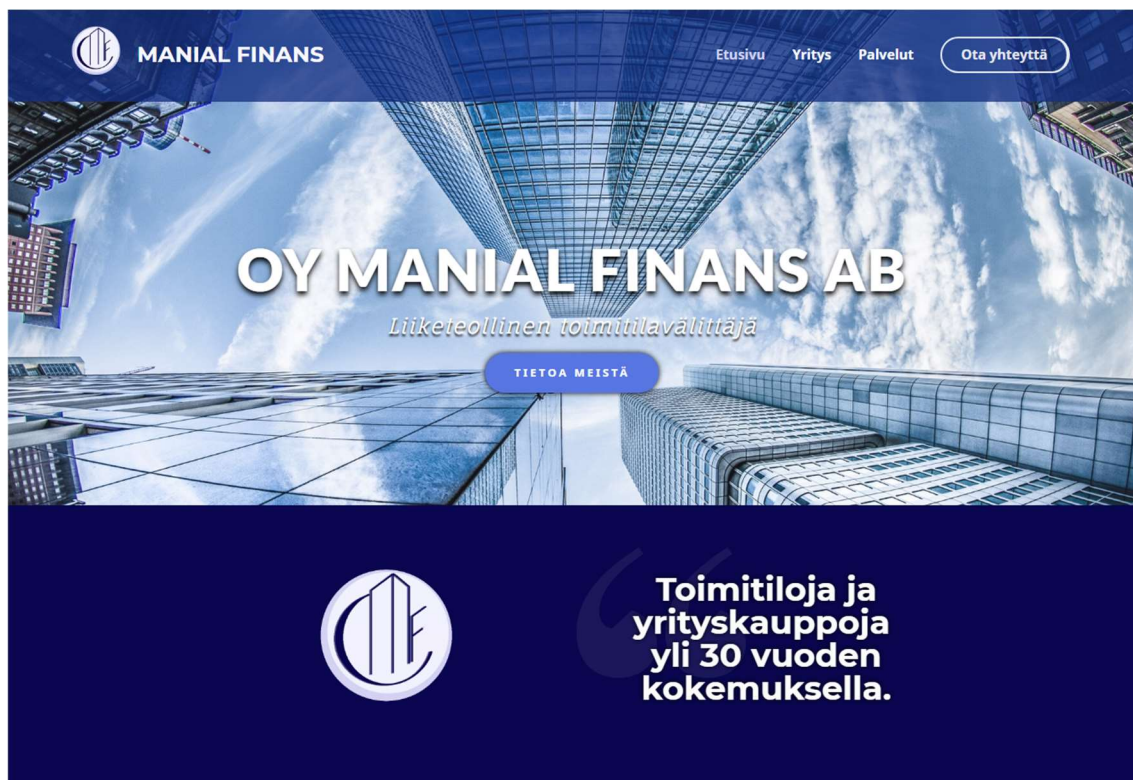 MANIAL FINANS
Etusivu
Yritys
Palvelut
Ota yhteyttä
OY MANIAL FINANS AB
Liiketeollinen toimitilavälittäjä
TIETOA MEISTÄ
Toimitiloja ja
yrityskauppoja
yli 30 vuoden
kokemuksella.